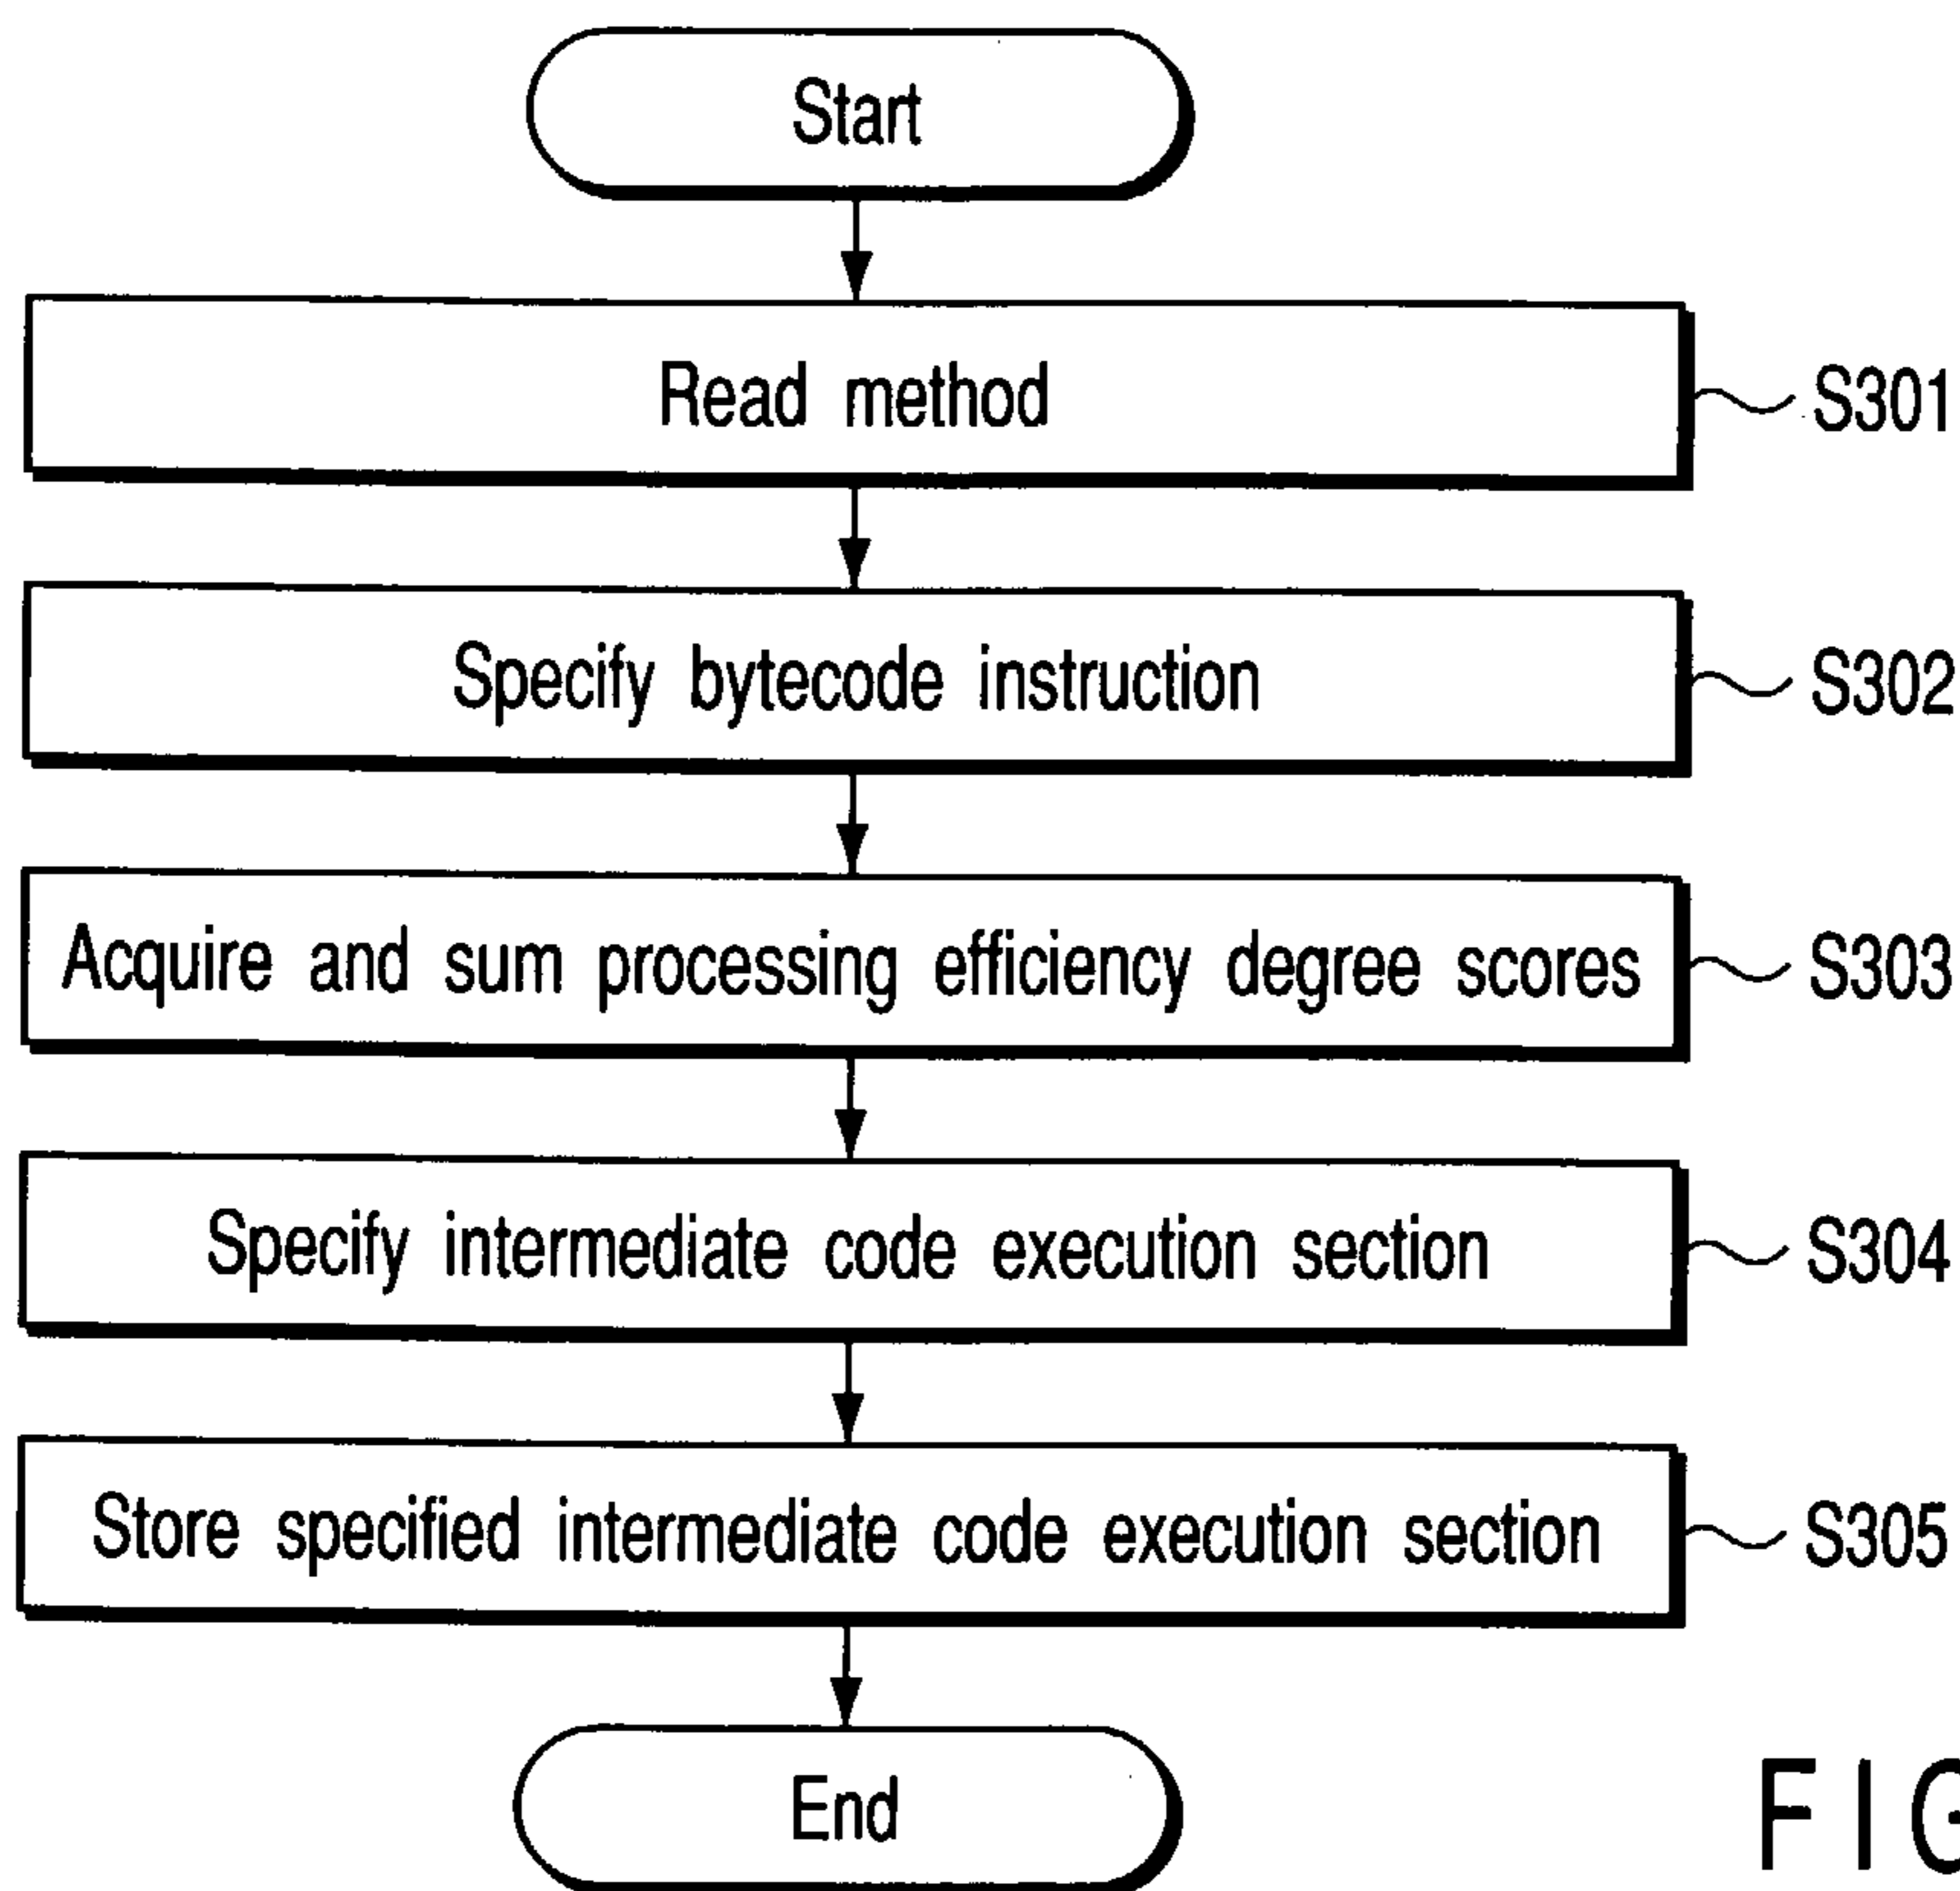 Start
Read method
S301
Specify bytecode instruction
S302
Acquire and sum processing efficiency degree scores
S303
Specify intermediate code execution section
S304
Store specified intermediate code execution section
S305
End